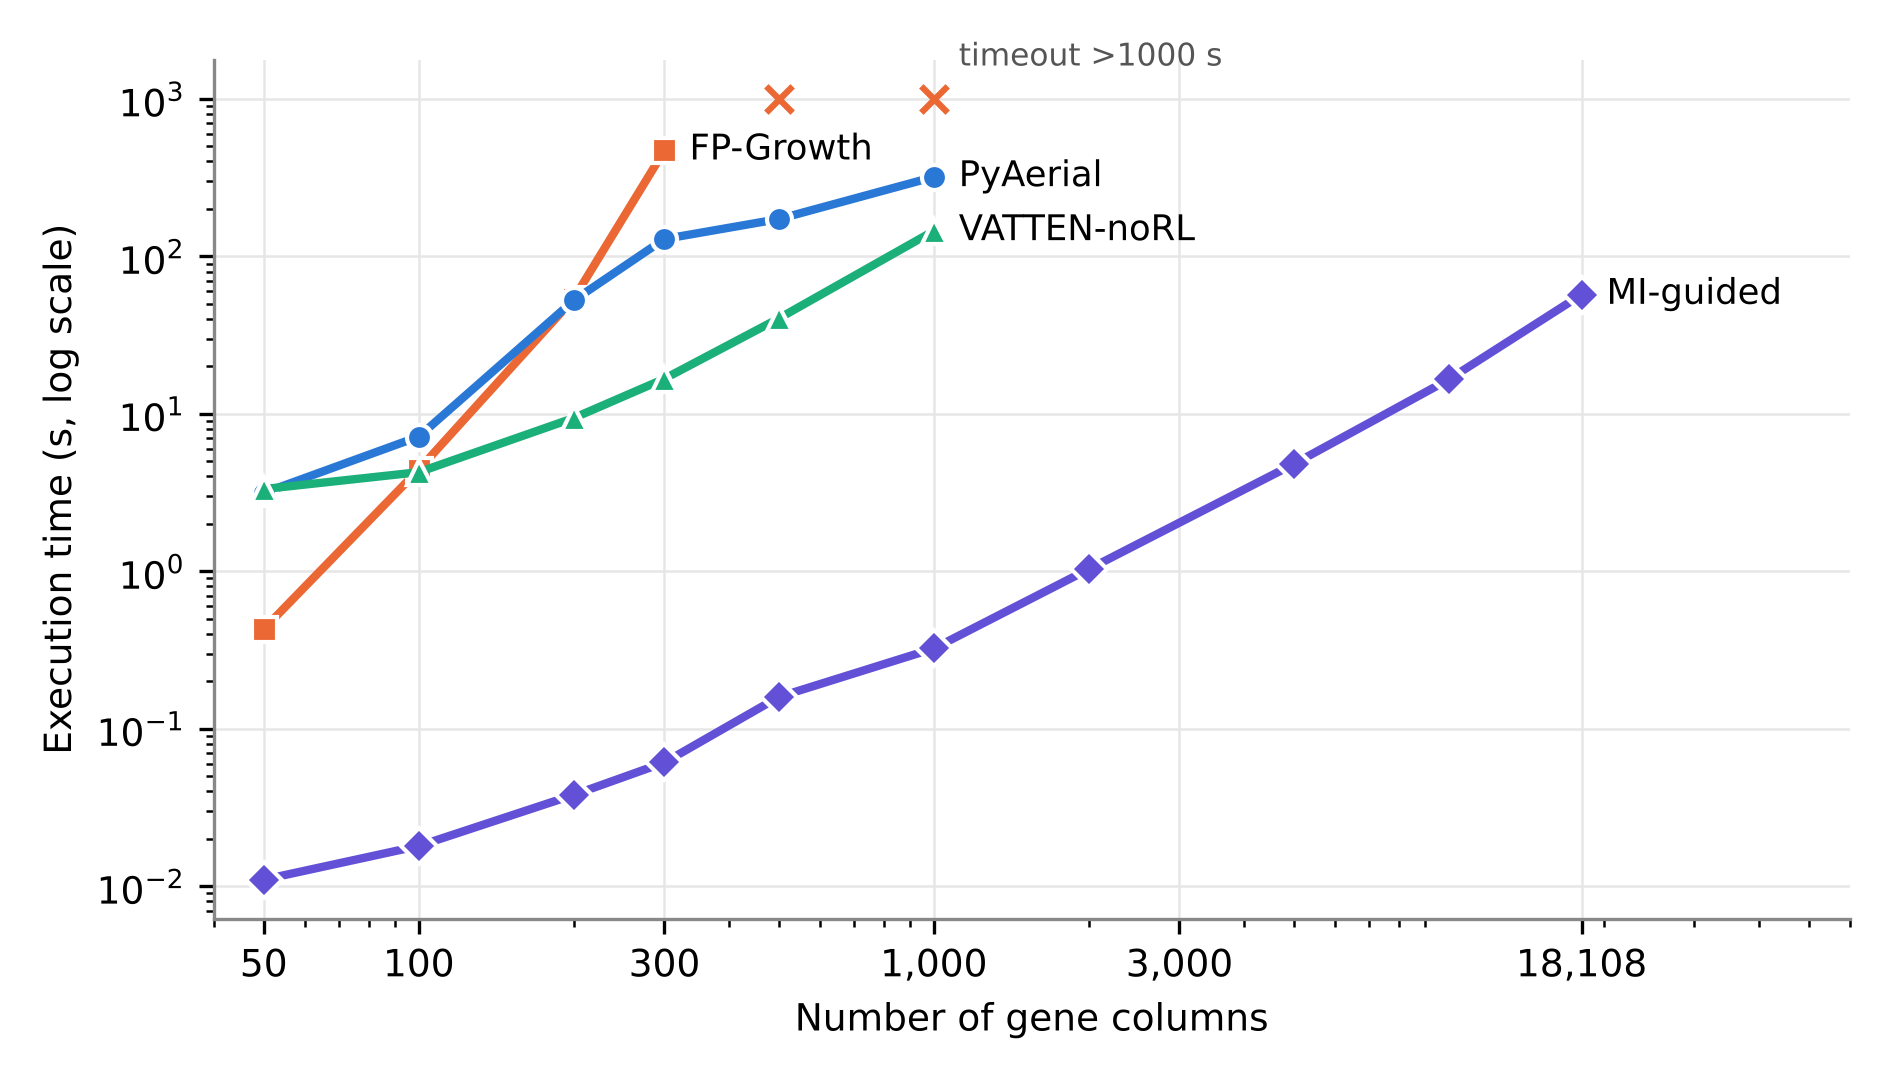 timeout >1000 s
10³
FP-Growth
PyAerial
VATTEN-noRL
10²
MI-guided
10¹
10⁰
10⁻¹
10⁻²
Execution time (s, log scale)
50 100 300 1,000 3,000 18,108
Number of gene columns